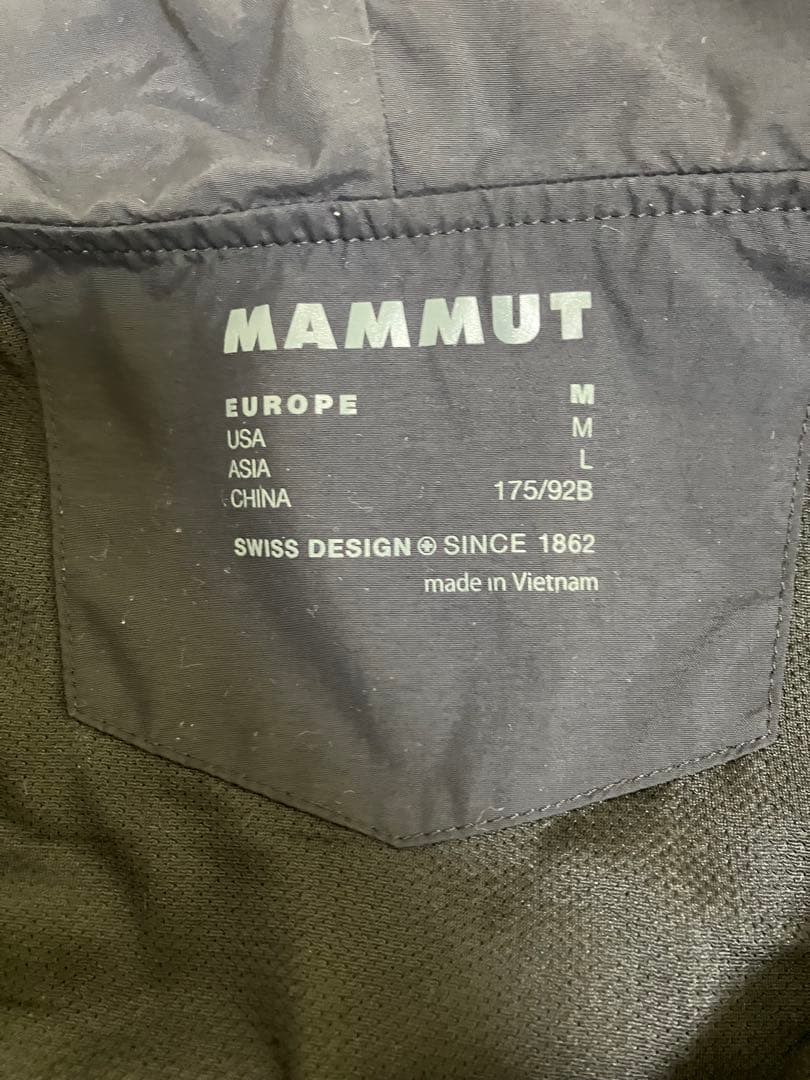 MAMMUT
EUROPE M
USA M
ASIA L
CHINA 175/92B
SWISS DESIGN SINCE 1862
made in Vietnam